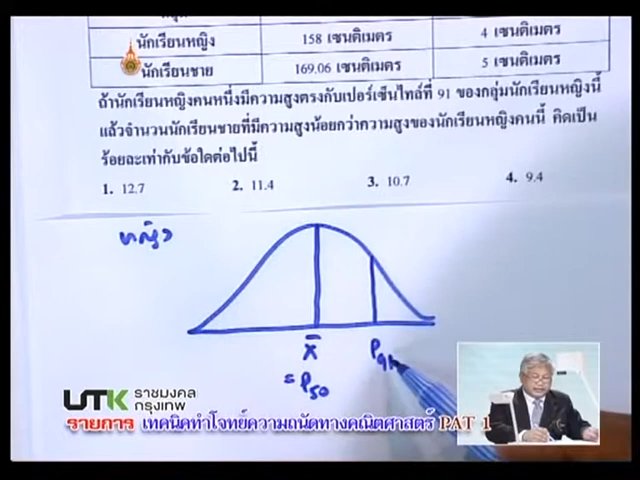 นักเรียนหญิง 158 เซนติเมตร 4 เซนติเมตร
นักเรียนชาย 169.06 เซนติเมตร 5 เซนติเมตร
ถ้านักเรียนหญิงคนหนึ่งมีความสูงตรงกับเปอร์เซ็นไทล์ที่ 91 ของกลุ่มนักเรียนหญิงนี้
แล้วจำนวนนักเรียนชายที่มีความสูงน้อยกว่าความสูงของนักเรียนหญิงคนนี้ คิดเป็น
ร้อยละเท่ากับข้อใดต่อไปนี้
1. 12.7 2. 11.4 3. 10.7 4. 9.4
หญิง
x̄ P91
= P50
UTK ราชมงคล
กรุงเทพ
รายการ เทคนิคทำโจทย์ความถนัดทางคณิตศาสตร์ PAT 1